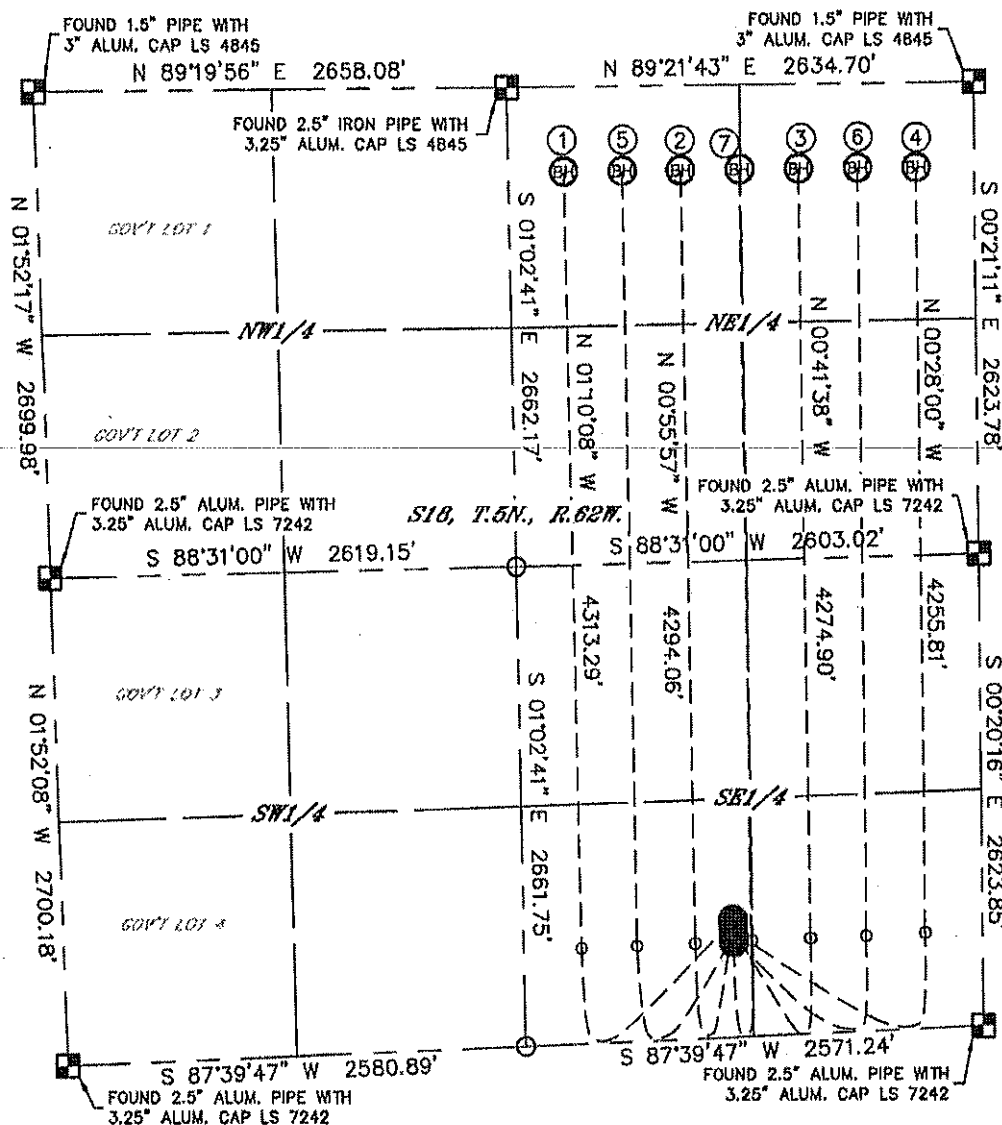 FOUND 1.5" PIPE WITH
3" ALUM. CAP LS 4845
FOUND 1.5" PIPE WITH
3" ALUM. CAP LS 4845
N 89°19'56" E 2658.08'
N 89°21'43" E 2634.70'
FOUND 2.5" IRON PIPE WITH
3.25" ALUM. CAP LS 4845
1
5
2
7
3
6
4
BH
BH
BH
BH
BH
BH
BH
N 01°52'17" W 2699.98'
GOV'T LOT 1
S 01°02'41" E 2662.17'
S 00°21'11" E 2623.78'
NW1/4
NE1/4
N 01°10'08" W
4313.29'
N 00°55'57" W
4294.06'
N 00°41'38" W
4274.90'
N 00°28'00" W
4255.81'
GOV'T LOT 2
FOUND 2.5" ALUM. PIPE WITH
3.25" ALUM. CAP LS 7242
FOUND 2.5" ALUM. PIPE WITH
3.25" ALUM. CAP LS 7242
S18, T.5N., R.62W.
S 88°31'00" W 2619.15'
S 88°31'00" W 2603.02'
N 01°52'08" W 2700.18'
GOV'T LOT 3
S 01°02'41" E 2661.75'
S 00°20'16" E 2623.85'
SW1/4
SE1/4
GOV'T LOT 4
S 87°39'47" W 2580.89'
S 87°39'47" W 2571.24'
FOUND 2.5" ALUM. PIPE WITH
3.25" ALUM. CAP LS 7242
FOUND 2.5" ALUM. PIPE WITH
3.25" ALUM. CAP LS 7242